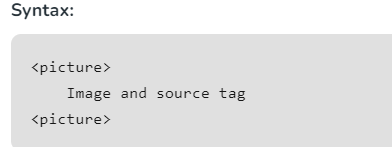 Syntax:
<picture>
Image and source tag
<picture>